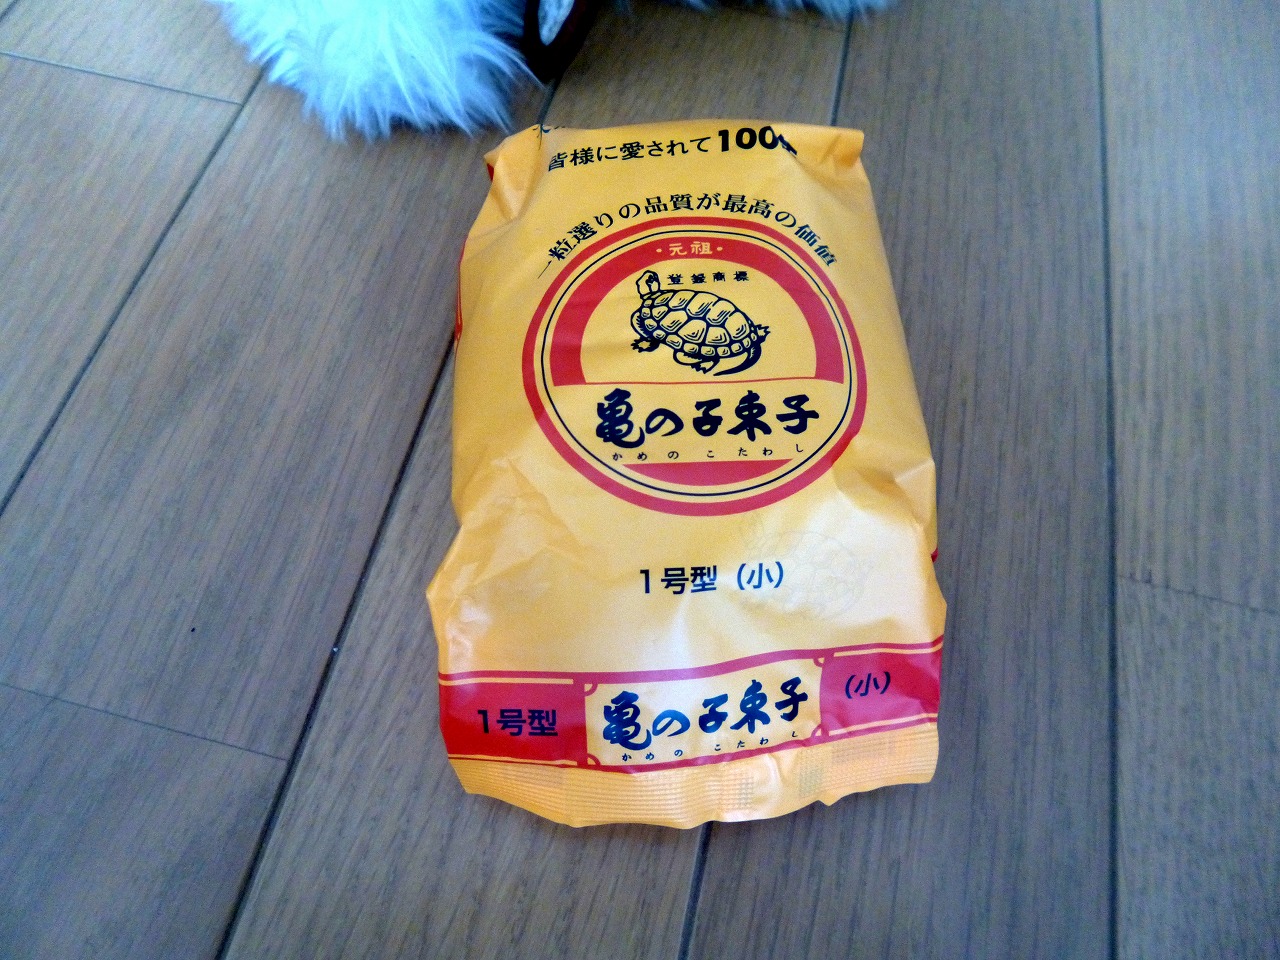 皆様に愛されて100
一粒選りの品質が最高の価値
・元祖・
登録商標
亀の子束子
かめのこたわし
1号型（小）
1号型
亀の子束子
かめのこたわし
（小）